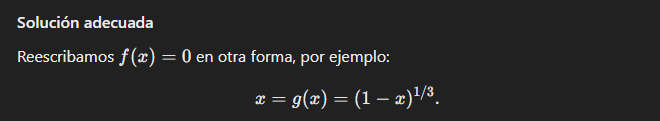 Solución adecuada
Reescribamos f(x) = 0 en otra forma, por ejemplo:
x = g(x) = (1 − x)^{1/3}.